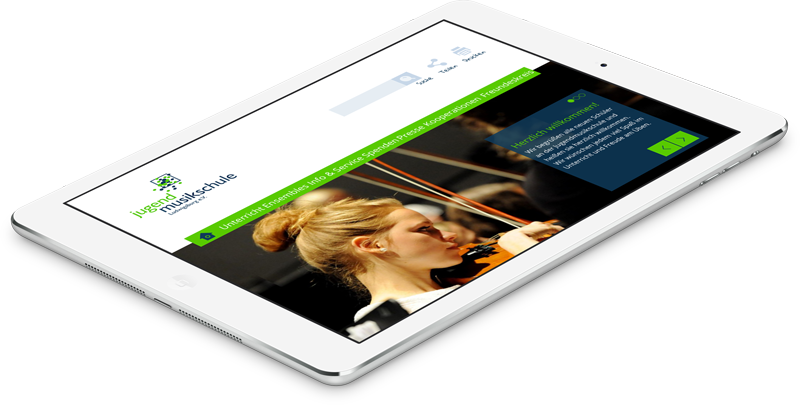 Suche Teilen Drucken
jugend
musikschule
Ludwigsburg e.V.
Unterricht Ensembles Info & Service Spenden Presse Kooperationen Freundeskreis
Herzlich willkommen!
Wir begrüßen alle neuen Schüler
an der Jugendmusikschule und
heißen sie herzlich willkommen.
Wir wünschen jedem viel Spaß im
Unterricht und Freude am Üben.